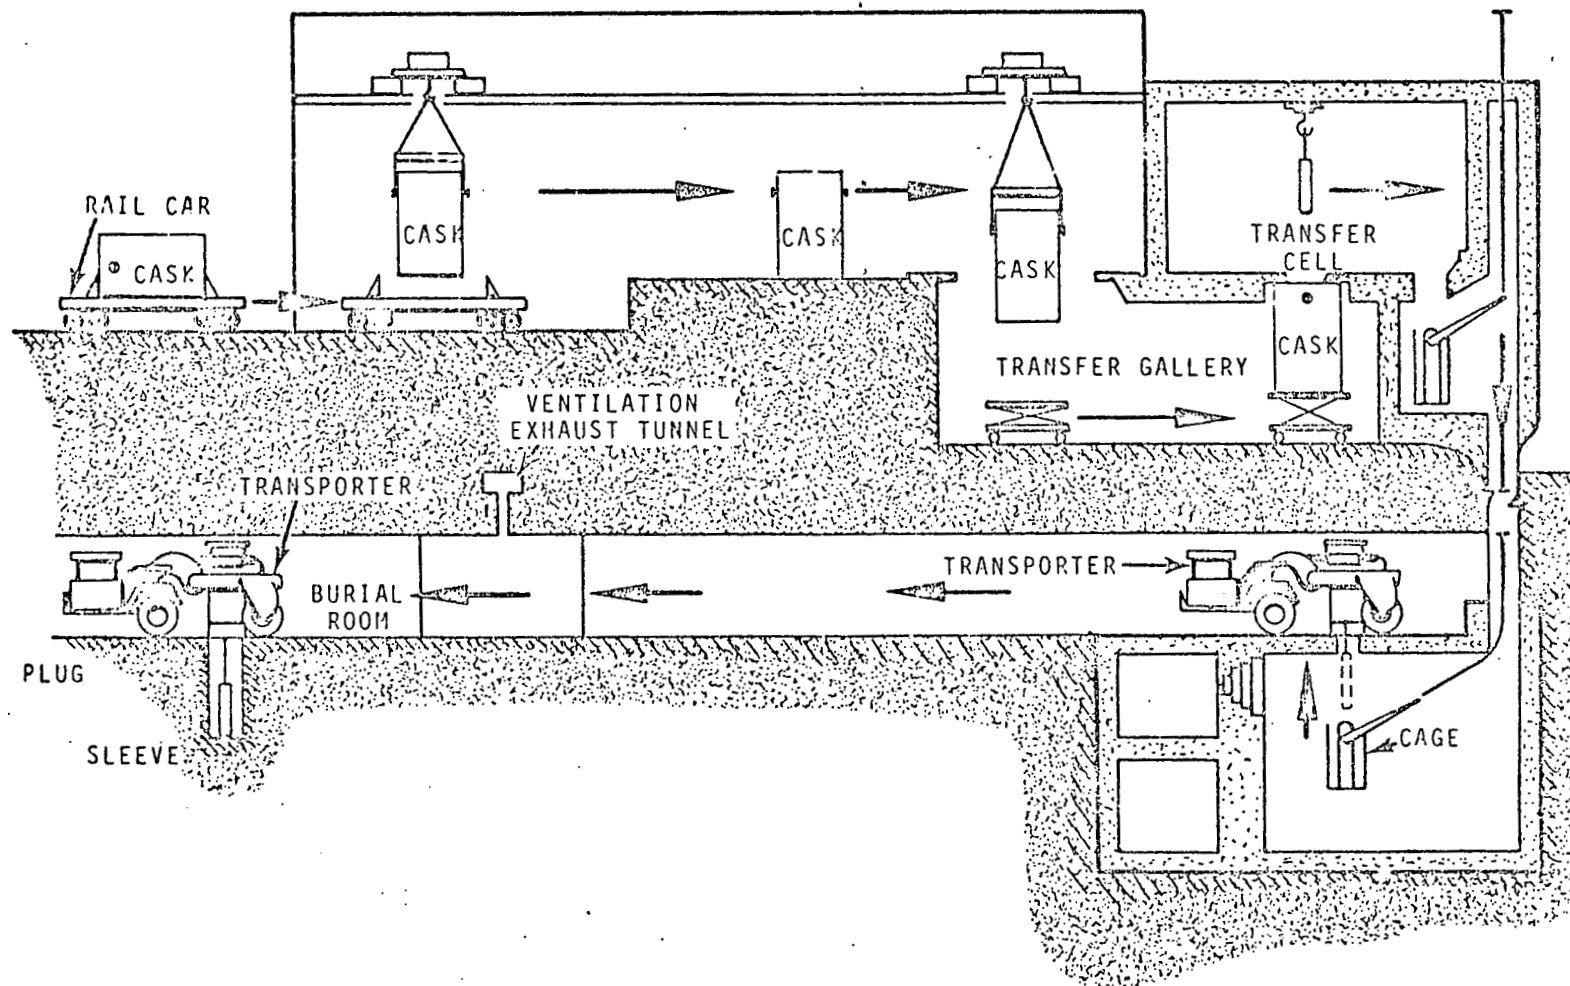 RAIL CAR
CASK
CASK
CASK
CASK
TRANSFER
CELL
CASK
TRANSFER GALLERY
VENTILATION
EXHAUST TUNNEL
TRANSPORTER
TRANSPORTER
BURIAL
ROOM
PLUG
SLEEVE
CAGE